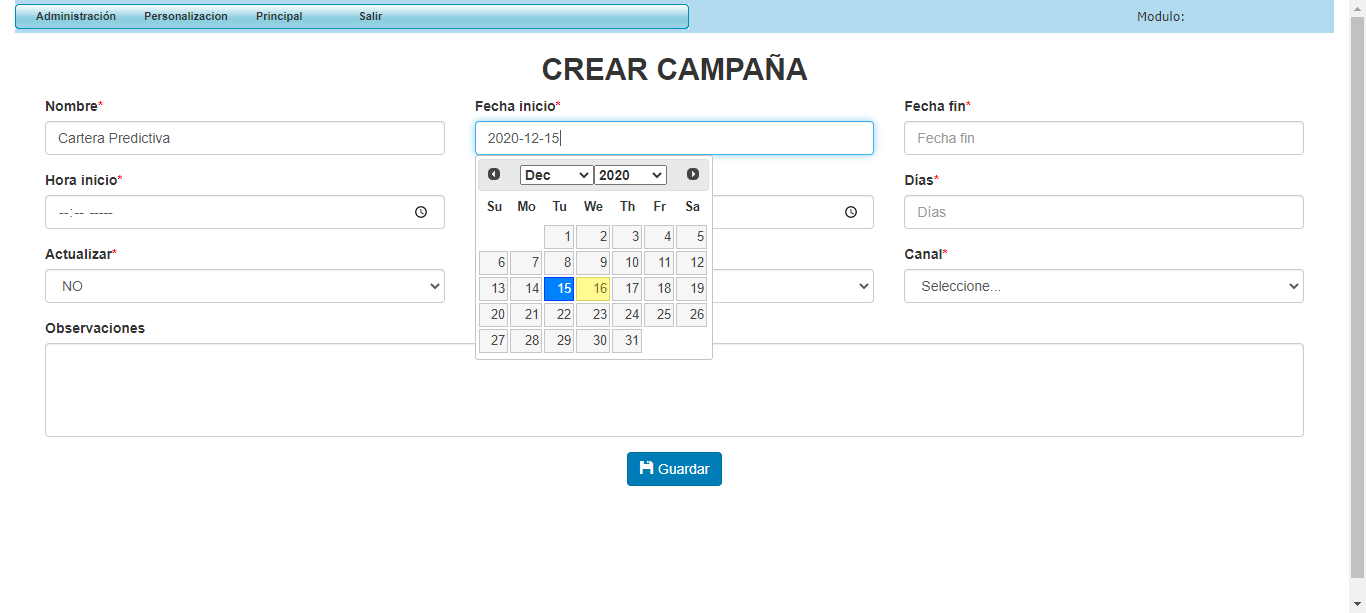 Administración Personalizacion Principal Salir Modulo:
CREAR CAMPAÑA
Nombre* Fecha inicio* Fecha fin*
Cartera Predictiva 2020-12-15 Fecha fin
Dec 2020
Hora inicio* Días*
Su Mo Tu We Th Fr Sa
--:-- ----- Días
1 2 3 4 5
Actualizar* Canal*
6 7 8 9 10 11 12
NO Seleccione...
13 14 15 16 17 18 19
20 21 22 23 24 25 26
Observaciones
27 28 29 30 31
Guardar